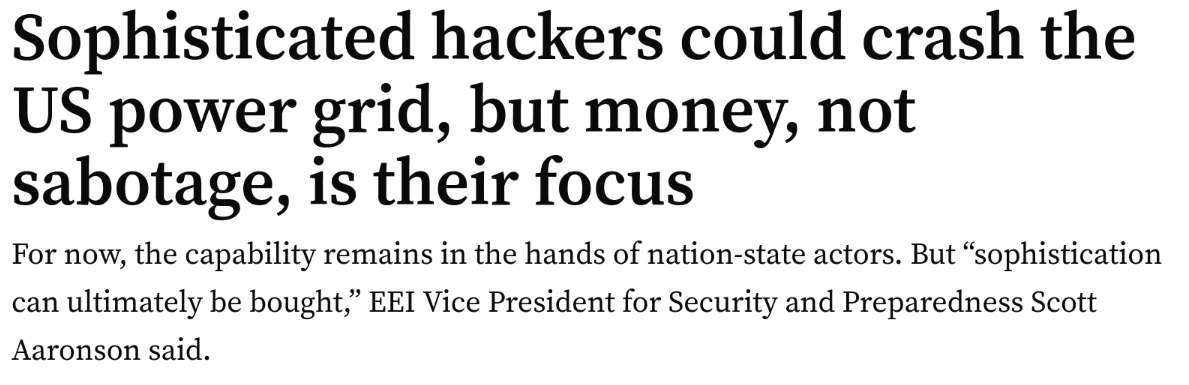 Sophisticated hackers could crash the
US power grid, but money, not
sabotage, is their focus
For now, the capability remains in the hands of nation-state actors. But “sophistication
can ultimately be bought,” EEI Vice President for Security and Preparedness Scott
Aaronson said.